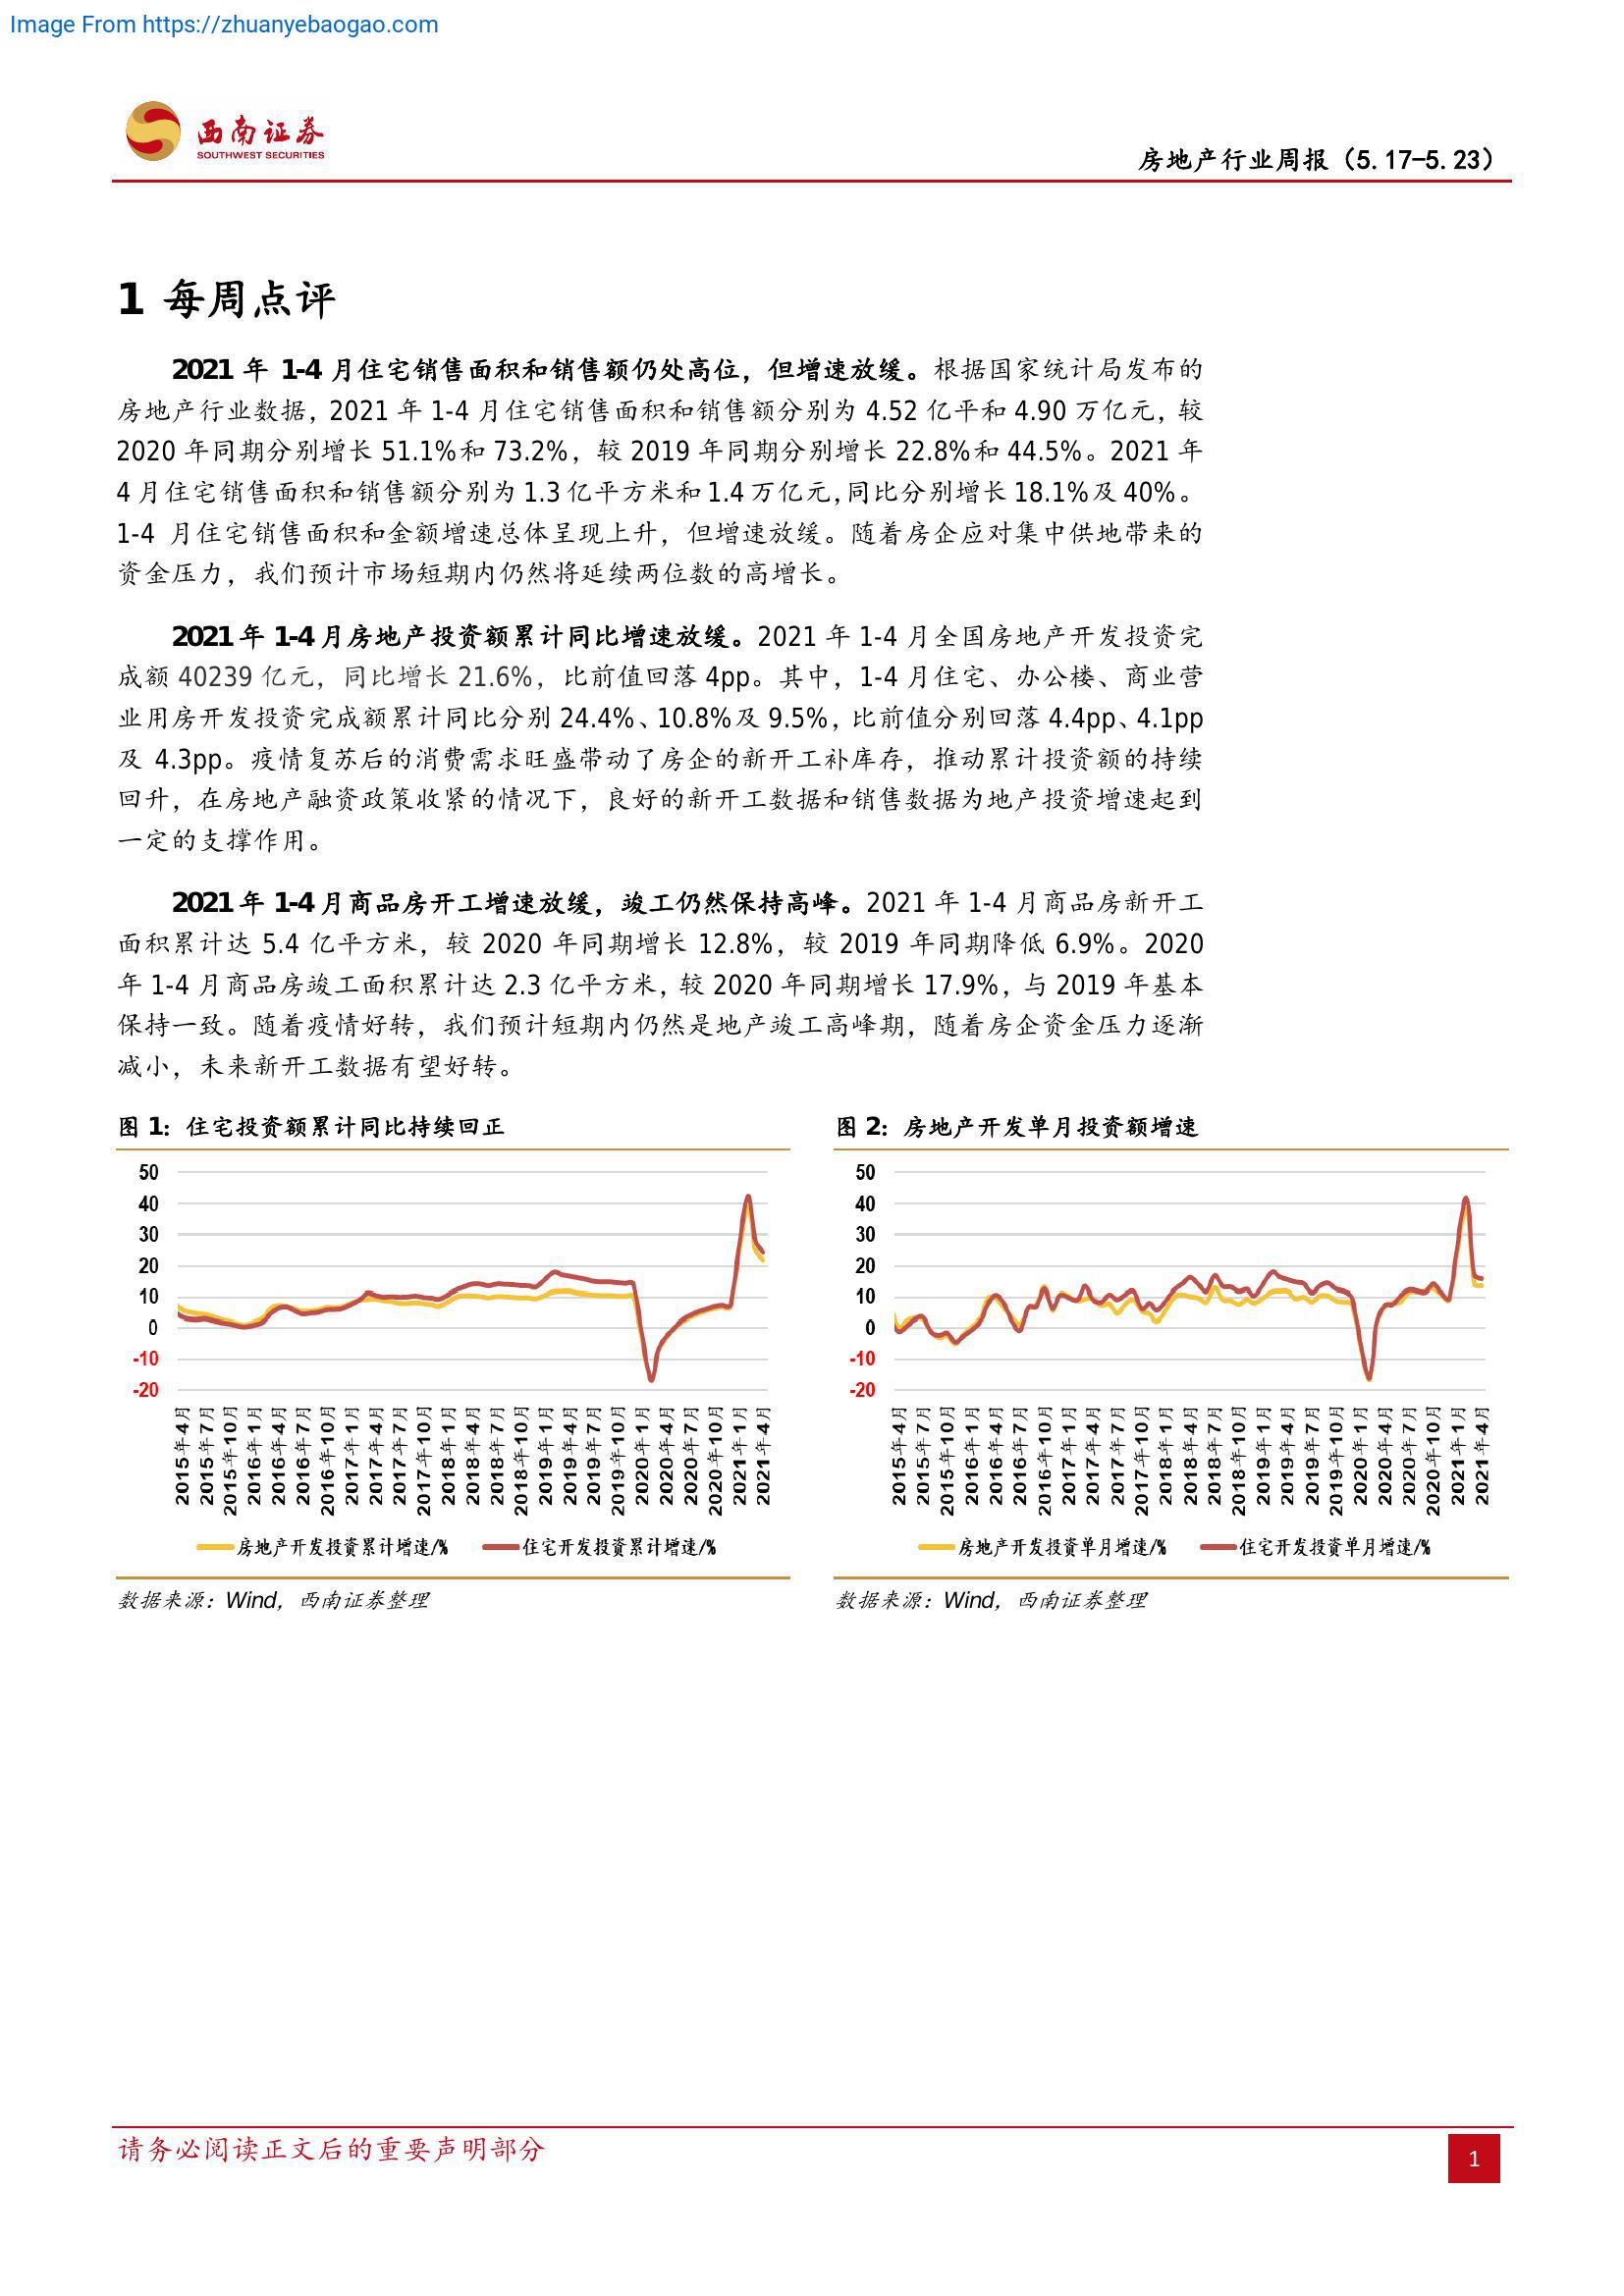 Image From https://zhuanyebaogao.com
西南证券
SOUTHWEST SECURITIES
房地产行业周报（5.17-5.23）
1 每周点评
2021 年 1-4 月住宅销售面积和销售额仍处高位，但增速放缓。根据国家统计局发布的
房地产行业数据，2021 年 1-4 月住宅销售面积和销售额分别为 4.52 亿平和 4.90 万亿元，较
2020 年同期分别增长 51.1%和 73.2%，较 2019 年同期分别增长 22.8%和 44.5%。2021 年
4 月住宅销售面积和销售额分别为 1.3 亿平方米和 1.4 万亿元，同比分别增长 18.1%及 40%。
1-4 月住宅销售面积和金额增速总体呈现上升，但增速放缓。随着房企应对集中供地带来的
资金压力，我们预计市场短期内仍然将延续两位数的高增长。
2021 年 1-4 月房地产投资额累计同比增速放缓。2021 年 1-4 月全国房地产开发投资完
成额 40239 亿元，同比增长 21.6%，比前值回落 4pp。其中，1-4 月住宅、办公楼、商业营
业用房开发投资完成额累计同比分别 24.4%、10.8%及 9.5%，比前值分别回落 4.4pp、4.1pp
及 4.3pp。疫情复苏后的消费需求旺盛带动了房企的新开工补库存，推动累计投资额的持续
回升，在房地产融资政策收紧的情况下，良好的新开工数据和销售数据为地产投资增速起到
一定的支撑作用。
2021 年 1-4 月商品房开工增速放缓，竣工仍然保持高峰。2021 年 1-4 月商品房新开工
面积累计达 5.4 亿平方米，较 2020 年同期增长 12.8%，较 2019 年同期降低 6.9%。2020
年 1-4 月商品房竣工面积累计达 2.3 亿平方米，较 2020 年同期增长 17.9%，与 2019 年基本
保持一致。随着疫情好转，我们预计短期内仍然是地产竣工高峰期，随着房企资金压力逐渐
减小，未来新开工数据有望好转。
图 1：住宅投资额累计同比持续回正
50
40
30
20
10
0
-10
-20
2015年4月
2015年7月
2015年10月
2016年1月
2016年4月
2016年7月
2016年10月
2017年1月
2017年4月
2017年7月
2017年10月
2018年1月
2018年4月
2018年7月
2018年10月
2019年1月
2019年4月
2019年7月
2019年10月
2020年1月
2020年4月
2020年7月
2020年10月
2021年1月
2021年4月
房地产开发投资累计增速/%
住宅开发投资累计增速/%
数据来源：Wind，西南证券整理
图 2：房地产开发单月投资额增速
50
40
30
20
10
0
-10
-20
2015年4月
2015年7月
2015年10月
2016年1月
2016年4月
2016年7月
2016年10月
2017年1月
2017年4月
2017年7月
2017年10月
2018年1月
2018年4月
2018年7月
2018年10月
2019年1月
2019年4月
2019年7月
2019年10月
2020年1月
2020年4月
2020年7月
2020年10月
2021年1月
2021年4月
房地产开发投资单月增速/%
住宅开发投资单月增速/%
数据来源：Wind，西南证券整理
请务必阅读正文后的重要声明部分
1